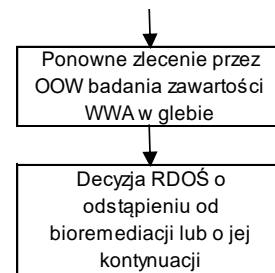 Ponowne zlecenie przez
OOW badania zawartości
WWA w glebie
Decyzja RDOŚ o
odstąpieniu od
bioremediacji lub o jej
kontynuacji